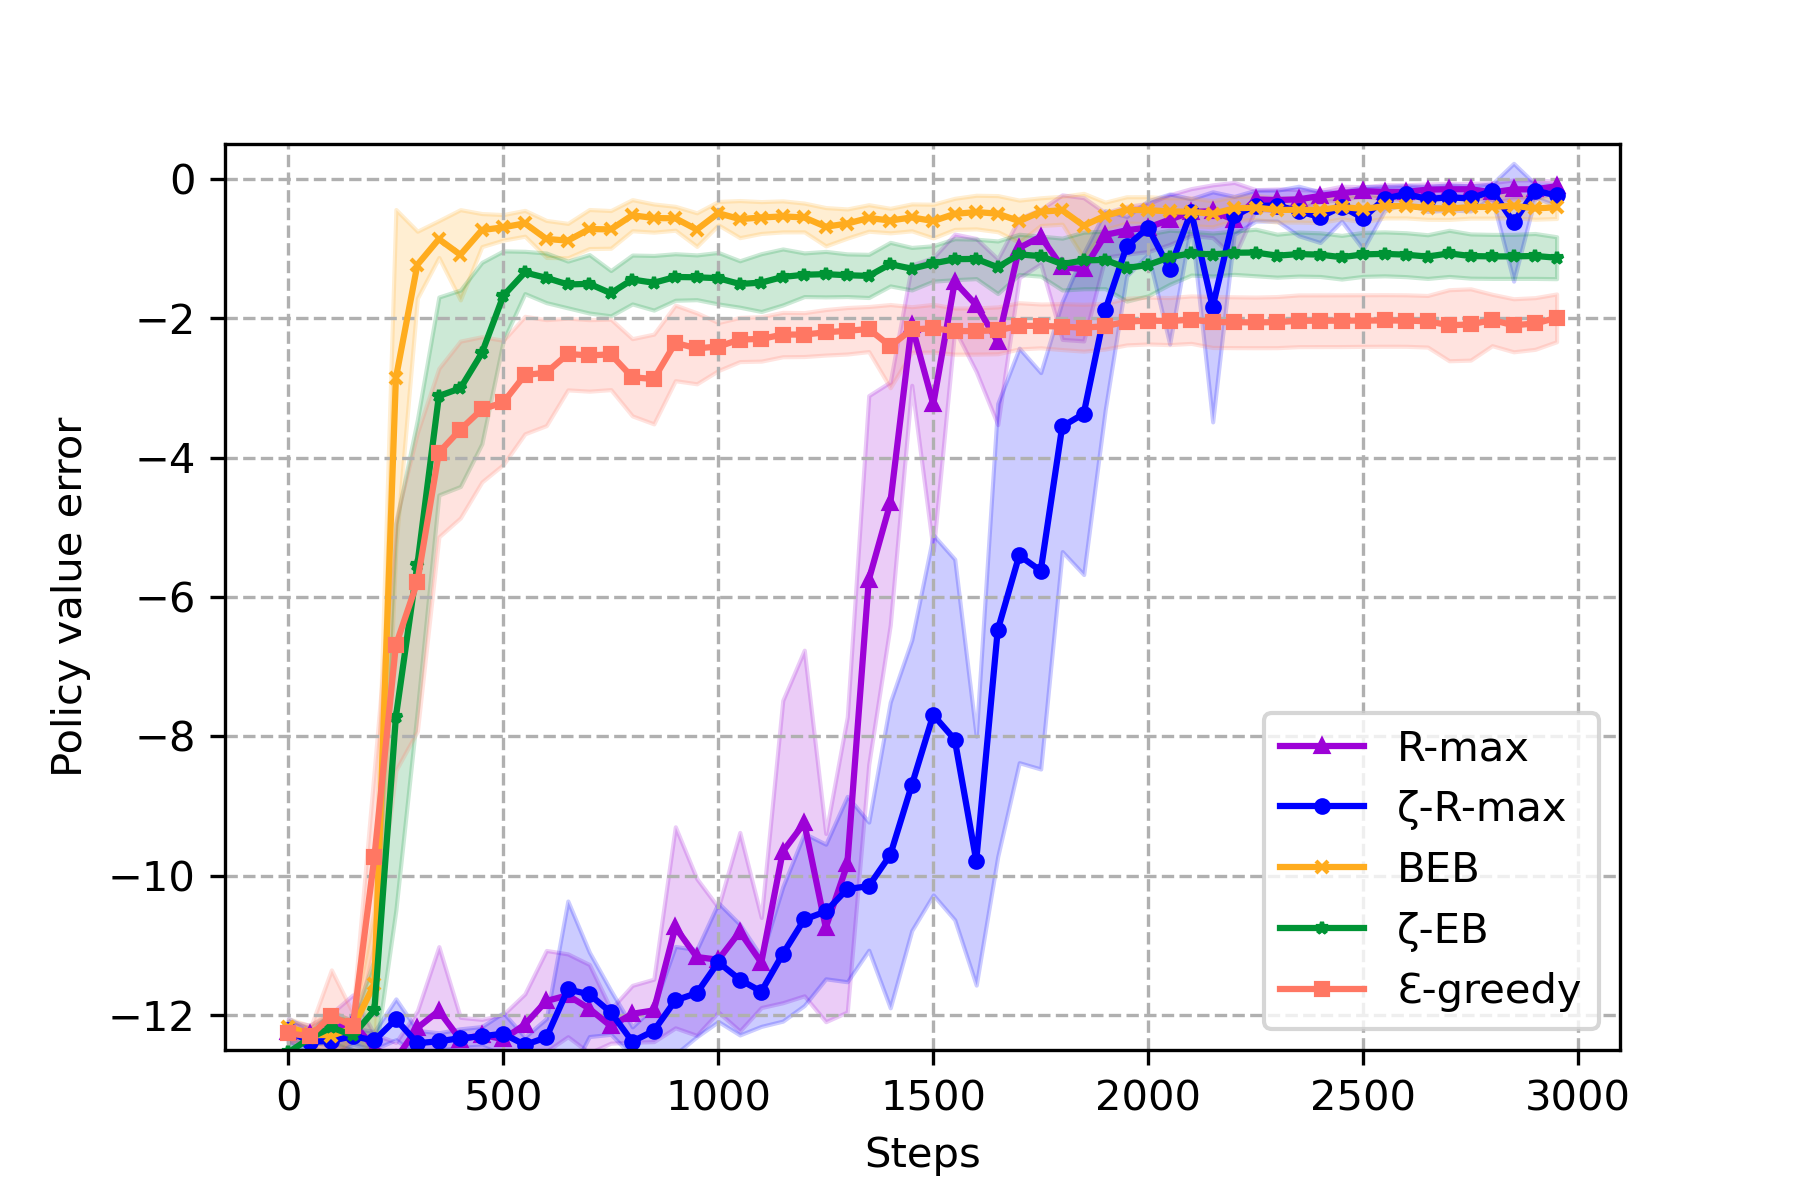 0
−2
−4
−6
−8
−10
−12
Policy value error
0 500 1000 1500 2000 2500 3000
Steps
R-max
ζ-R-max
BEB
ζ-EB
Ɛ-greedy